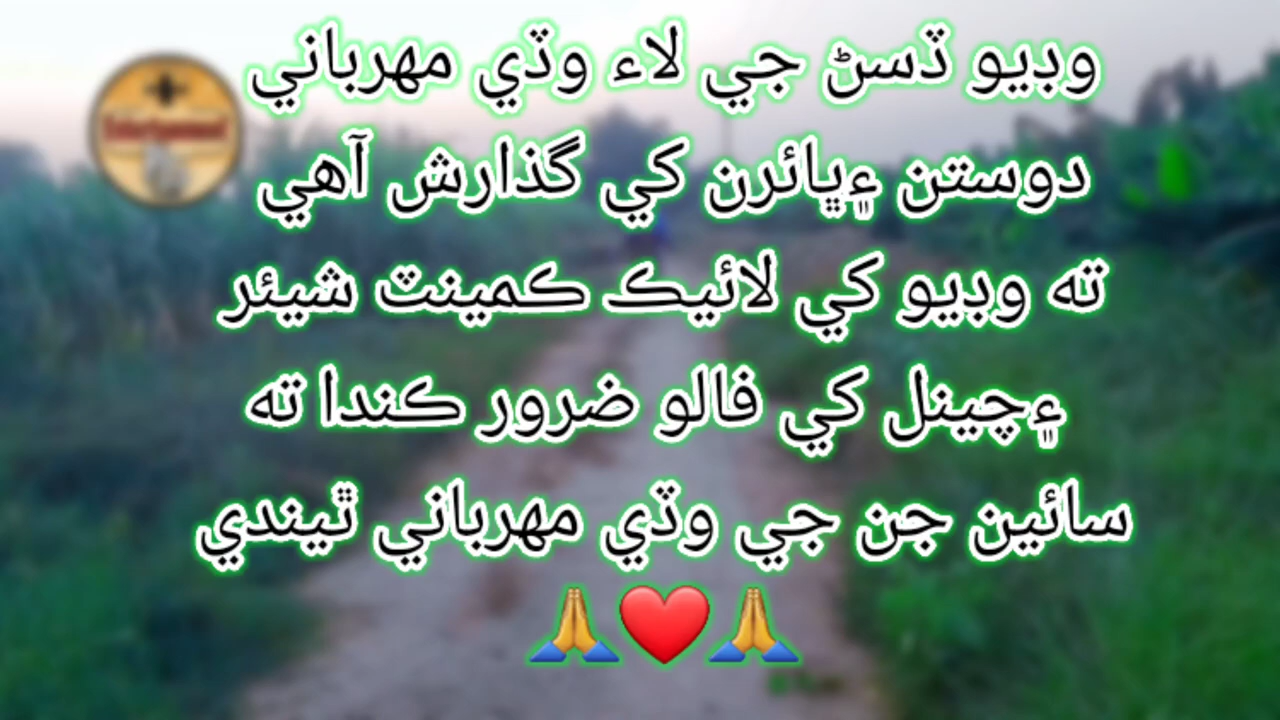 وڊيو ڏسڻ جي لاء وڏي مهرباني
دوستن ۽ڀائرن کي گذارش آهي
ته وڊيو کي لائيڪ ڪمينٽ شيئر
۽چينل کي فالو ضرور ڪندا ته
سائين جن جي وڏي مهرباني ٿيندي
🙏❤️🙏